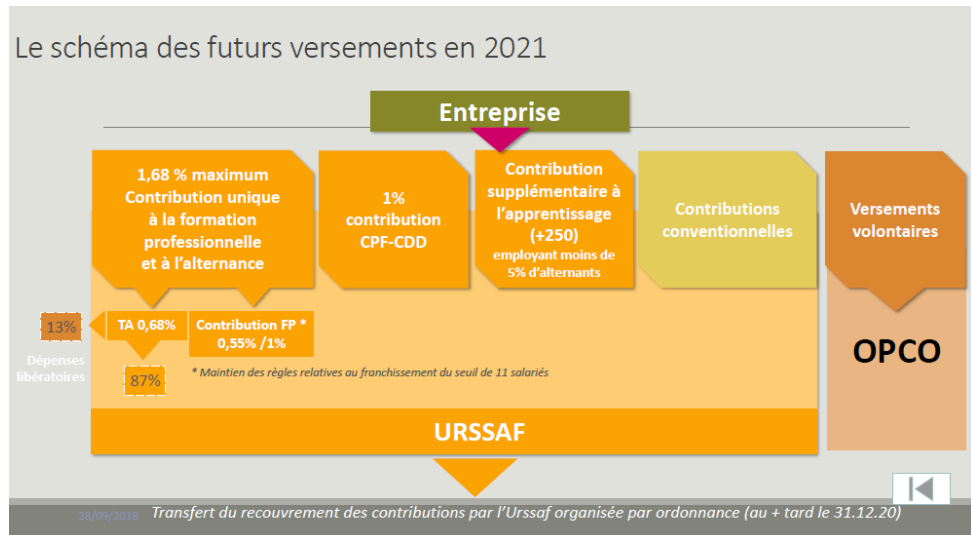 Le schéma des futurs versements en 2021
Entreprise
1,68 % maximum
Contribution unique
à la formation
professionnelle
et à l'alternance
1%
contribution
CPF-CDD
Contribution
supplémentaire à
l'apprentissage
(+250)
employant moins de
5% d'alternants
Contributions
conventionnelles
Versements
volontaires
13%
Dépenses
libératoires
TA 0,68%
87%
Contribution FP *
0,55% /1%
* Maintien des règles relatives au franchissement du seuil de 11 salariés
OPCO
URSSAF
28/09/2018
Transfert du recouvrement des contributions par l'Urssaf organisée par ordonnance (au + tard le 31.12.20)